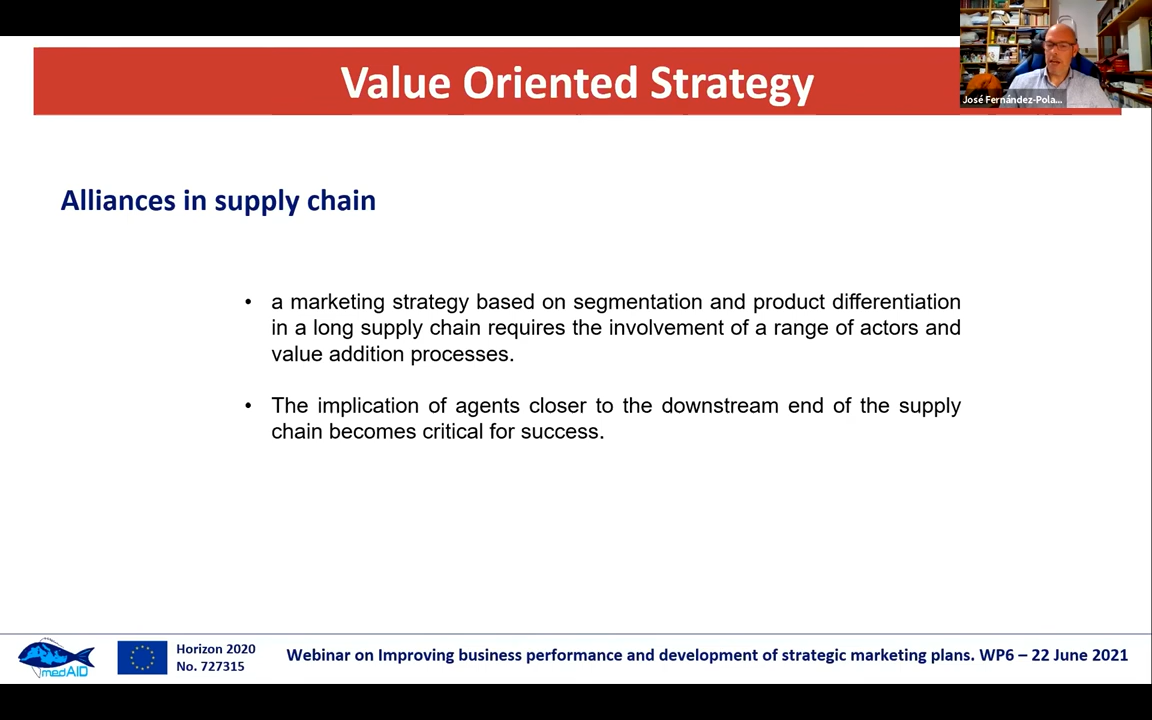 Value Oriented Strategy
José Fernández-Pola...
Alliances in supply chain
• a marketing strategy based on segmentation and product differentiation
in a long supply chain requires the involvement of a range of actors and
value addition processes.
• The implication of agents closer to the downstream end of the supply
chain becomes critical for success.
medAID
Horizon 2020
No. 727315
Webinar on Improving business performance and development of strategic marketing plans. WP6 – 22 June 2021